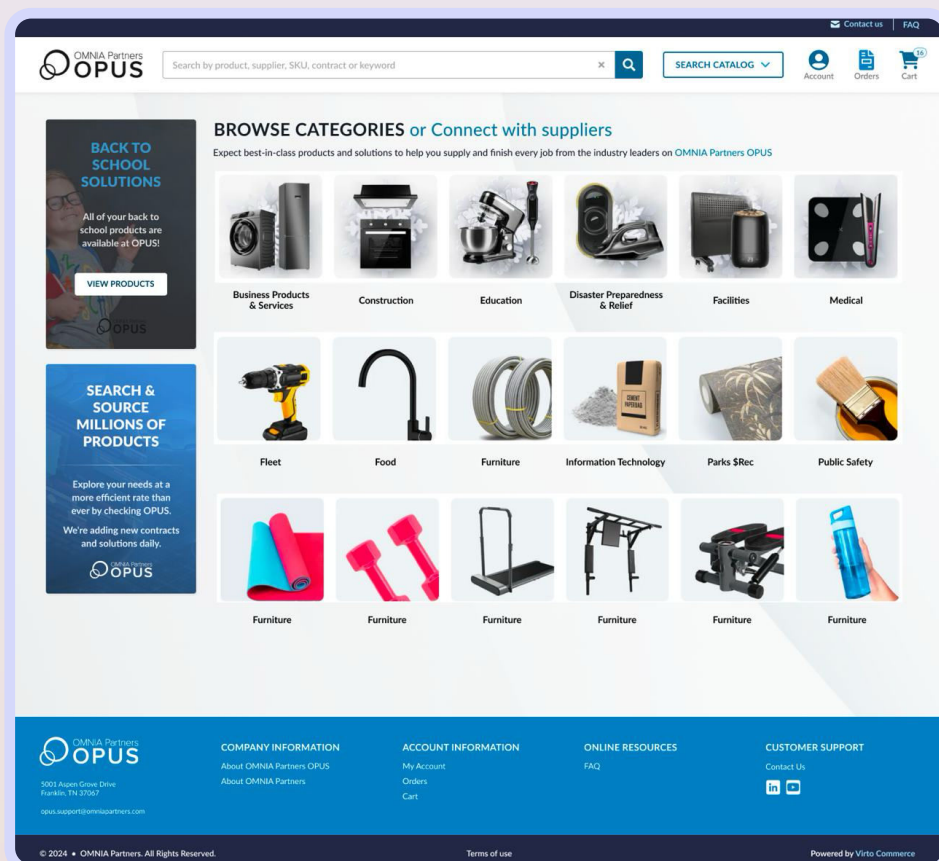 Contact us | FAQ
OMNIA Partners
OPUS
Search by product, supplier, SKU, contract or keyword
SEARCH CATALOG
Account
Orders
16
Cart
BACK TO
SCHOOL
SOLUTIONS
All of your back to
school products are
available at OPUS!
VIEW PRODUCTS
OPUS
SEARCH &
SOURCE
MILLIONS OF
PRODUCTS
Explore your needs at a
more efficient rate than
ever by checking OPUS.
We're adding new contracts
and solutions daily.
OMNIA Partners
OPUS
BROWSE CATEGORIES or Connect with suppliers
Expect best-in-class products and solutions to help you supply and finish every job from the industry leaders on OMNIA Partners OPUS
Business Products
& Services
Construction
Education
Disaster Preparedness
& Relief
Facilities
Medical
CEMENT
PAPERBAG
Fleet
Food
Furniture
Information Technology
Parks $Rec
Public Safety
Furniture
Furniture
Furniture
Furniture
Furniture
Furniture
OMNIA Partners
OPUS
5001 Aspen Grove Drive
Franklin, TN 37067
opus.support@omniapartners.com
COMPANY INFORMATION
About OMNIA Partners OPUS
About OMNIA Partners
ACCOUNT INFORMATION
My Account
Orders
Cart
ONLINE RESOURCES
FAQ
CUSTOMER SUPPORT
Contact Us
in
© 2024 • OMNIA Partners. All Rights Reserved.
Terms of use
Powered by Virto Commerce